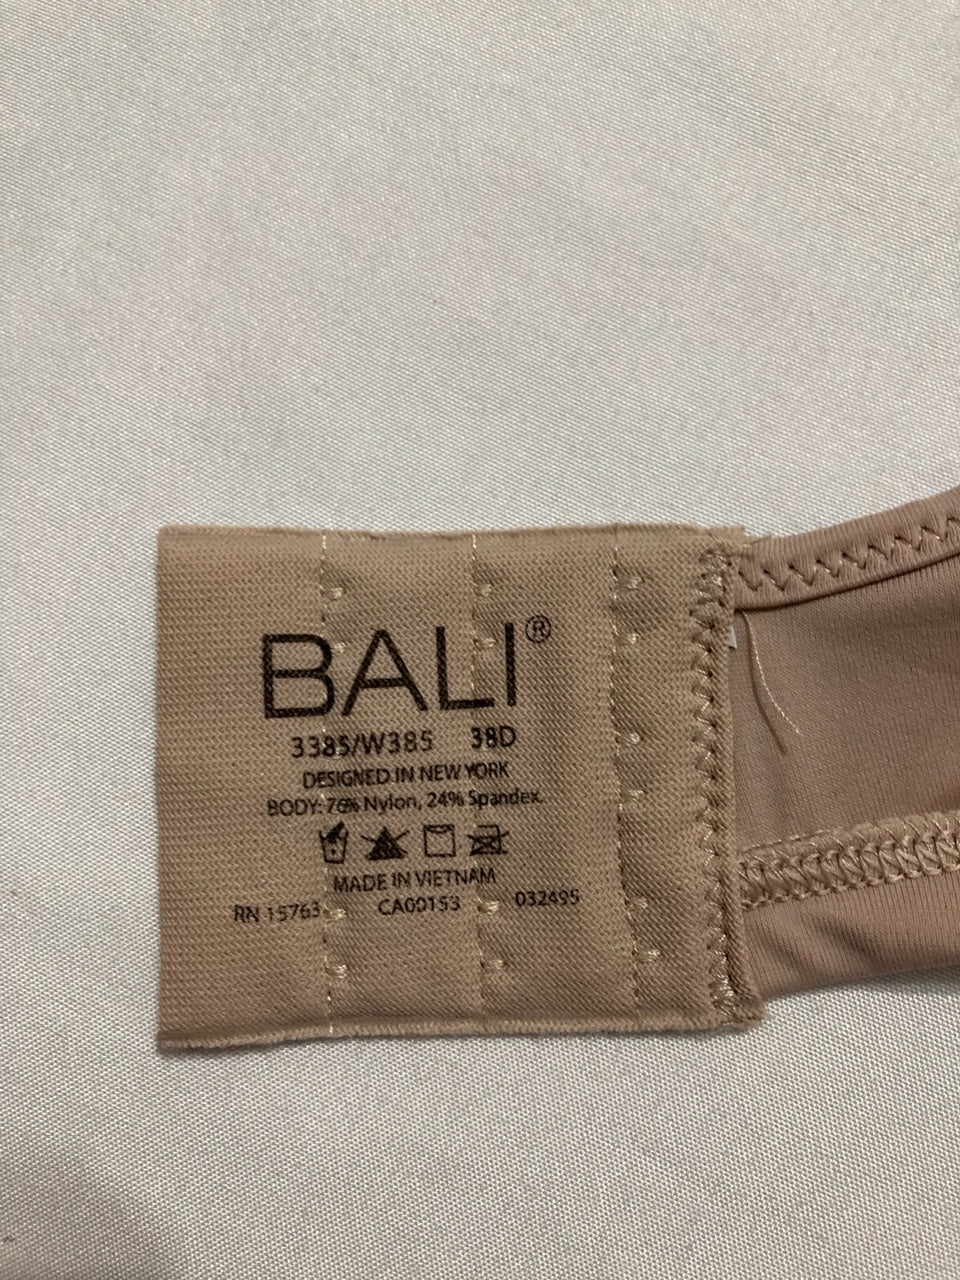 BALI®
3385/W385 38D
DESIGNED IN NEW YORK
BODY: 76% Nylon, 24% Spandex.
MADE IN VIETNAM
RN 15763 CA00153 032495